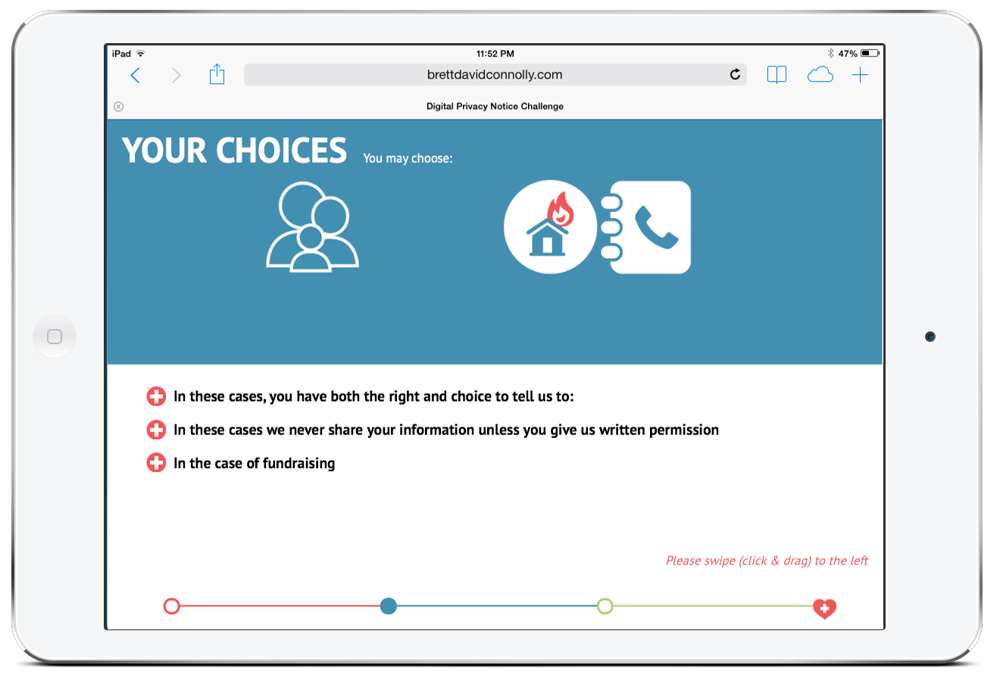 iPad 11:52 PM 47%
brettdavidconnolly.com
Digital Privacy Notice Challenge
YOUR CHOICES You may choose:
In these cases, you have both the right and choice to tell us to:
In these cases we never share your information unless you give us written permission
In the case of fundraising
Please swipe (click & drag) to the left